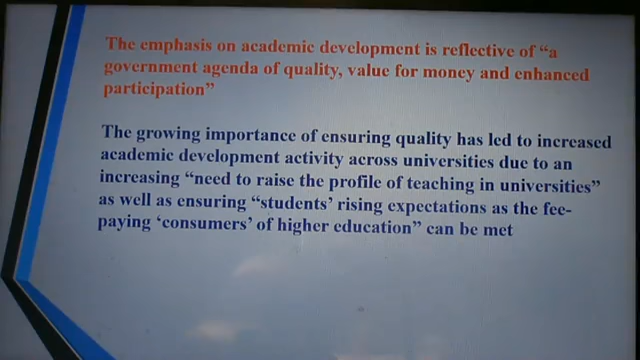 The emphasis on academic development is reflective of “a
government agenda of quality, value for money and enhanced
participation”
The growing importance of ensuring quality has led to increased
academic development activity across universities due to an
increasing “need to raise the profile of teaching in universities”
as well as ensuring “students’ rising expectations as the fee-
paying ‘consumers’ of higher education” can be met